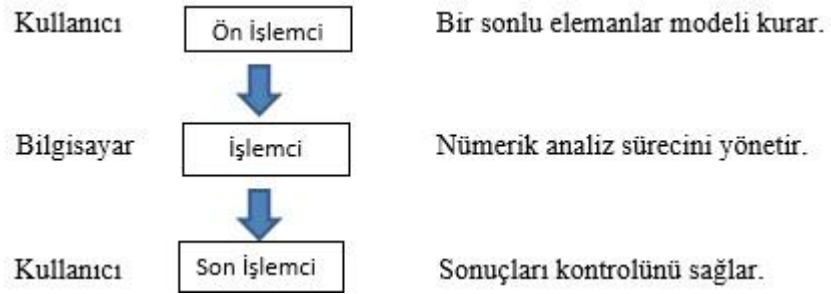 Kullanıcı Ön İşlemci Bir sonlu elemanlar modeli kurar.
Bilgisayar İşlemci Nümerik analiz sürecini yönetir.
Kullanıcı Son İşlemci Sonuçları kontrolünü sağlar.